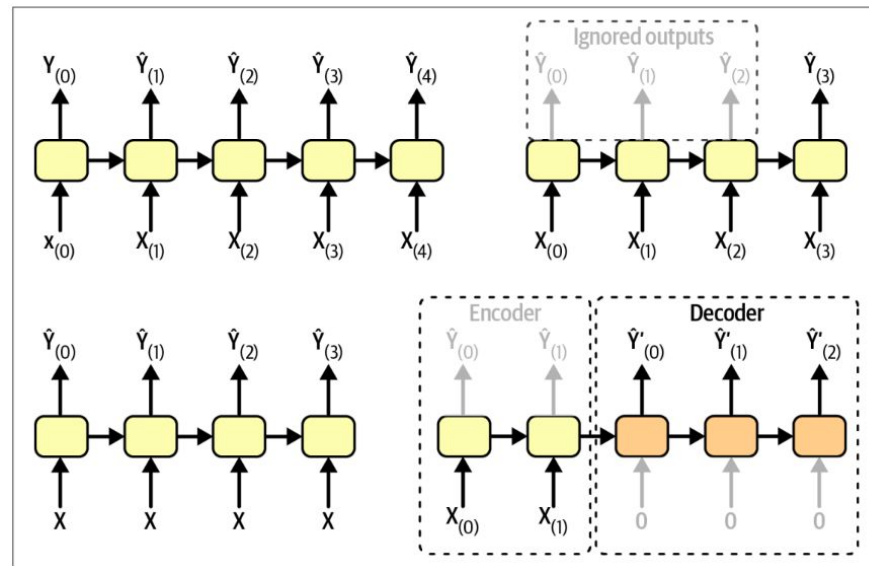 Ignored outputs
Y(0) Ŷ(1) Ŷ(2) Ŷ(3) Ŷ(4)
Ŷ(0) Ŷ(1) Ŷ(2) Ŷ(3)
x(0) X(1) X(2) X(3) X(4)
X(0) X(1) X(2) X(3)
Encoder
Decoder
Ŷ(0) Ŷ(1) Ŷ(2) Ŷ(3)
Ŷ(0) Ŷ(1)
Ŷ'(0) Ŷ'(1) Ŷ'(2)
X X X X
X(0) X(1)
0 0 0